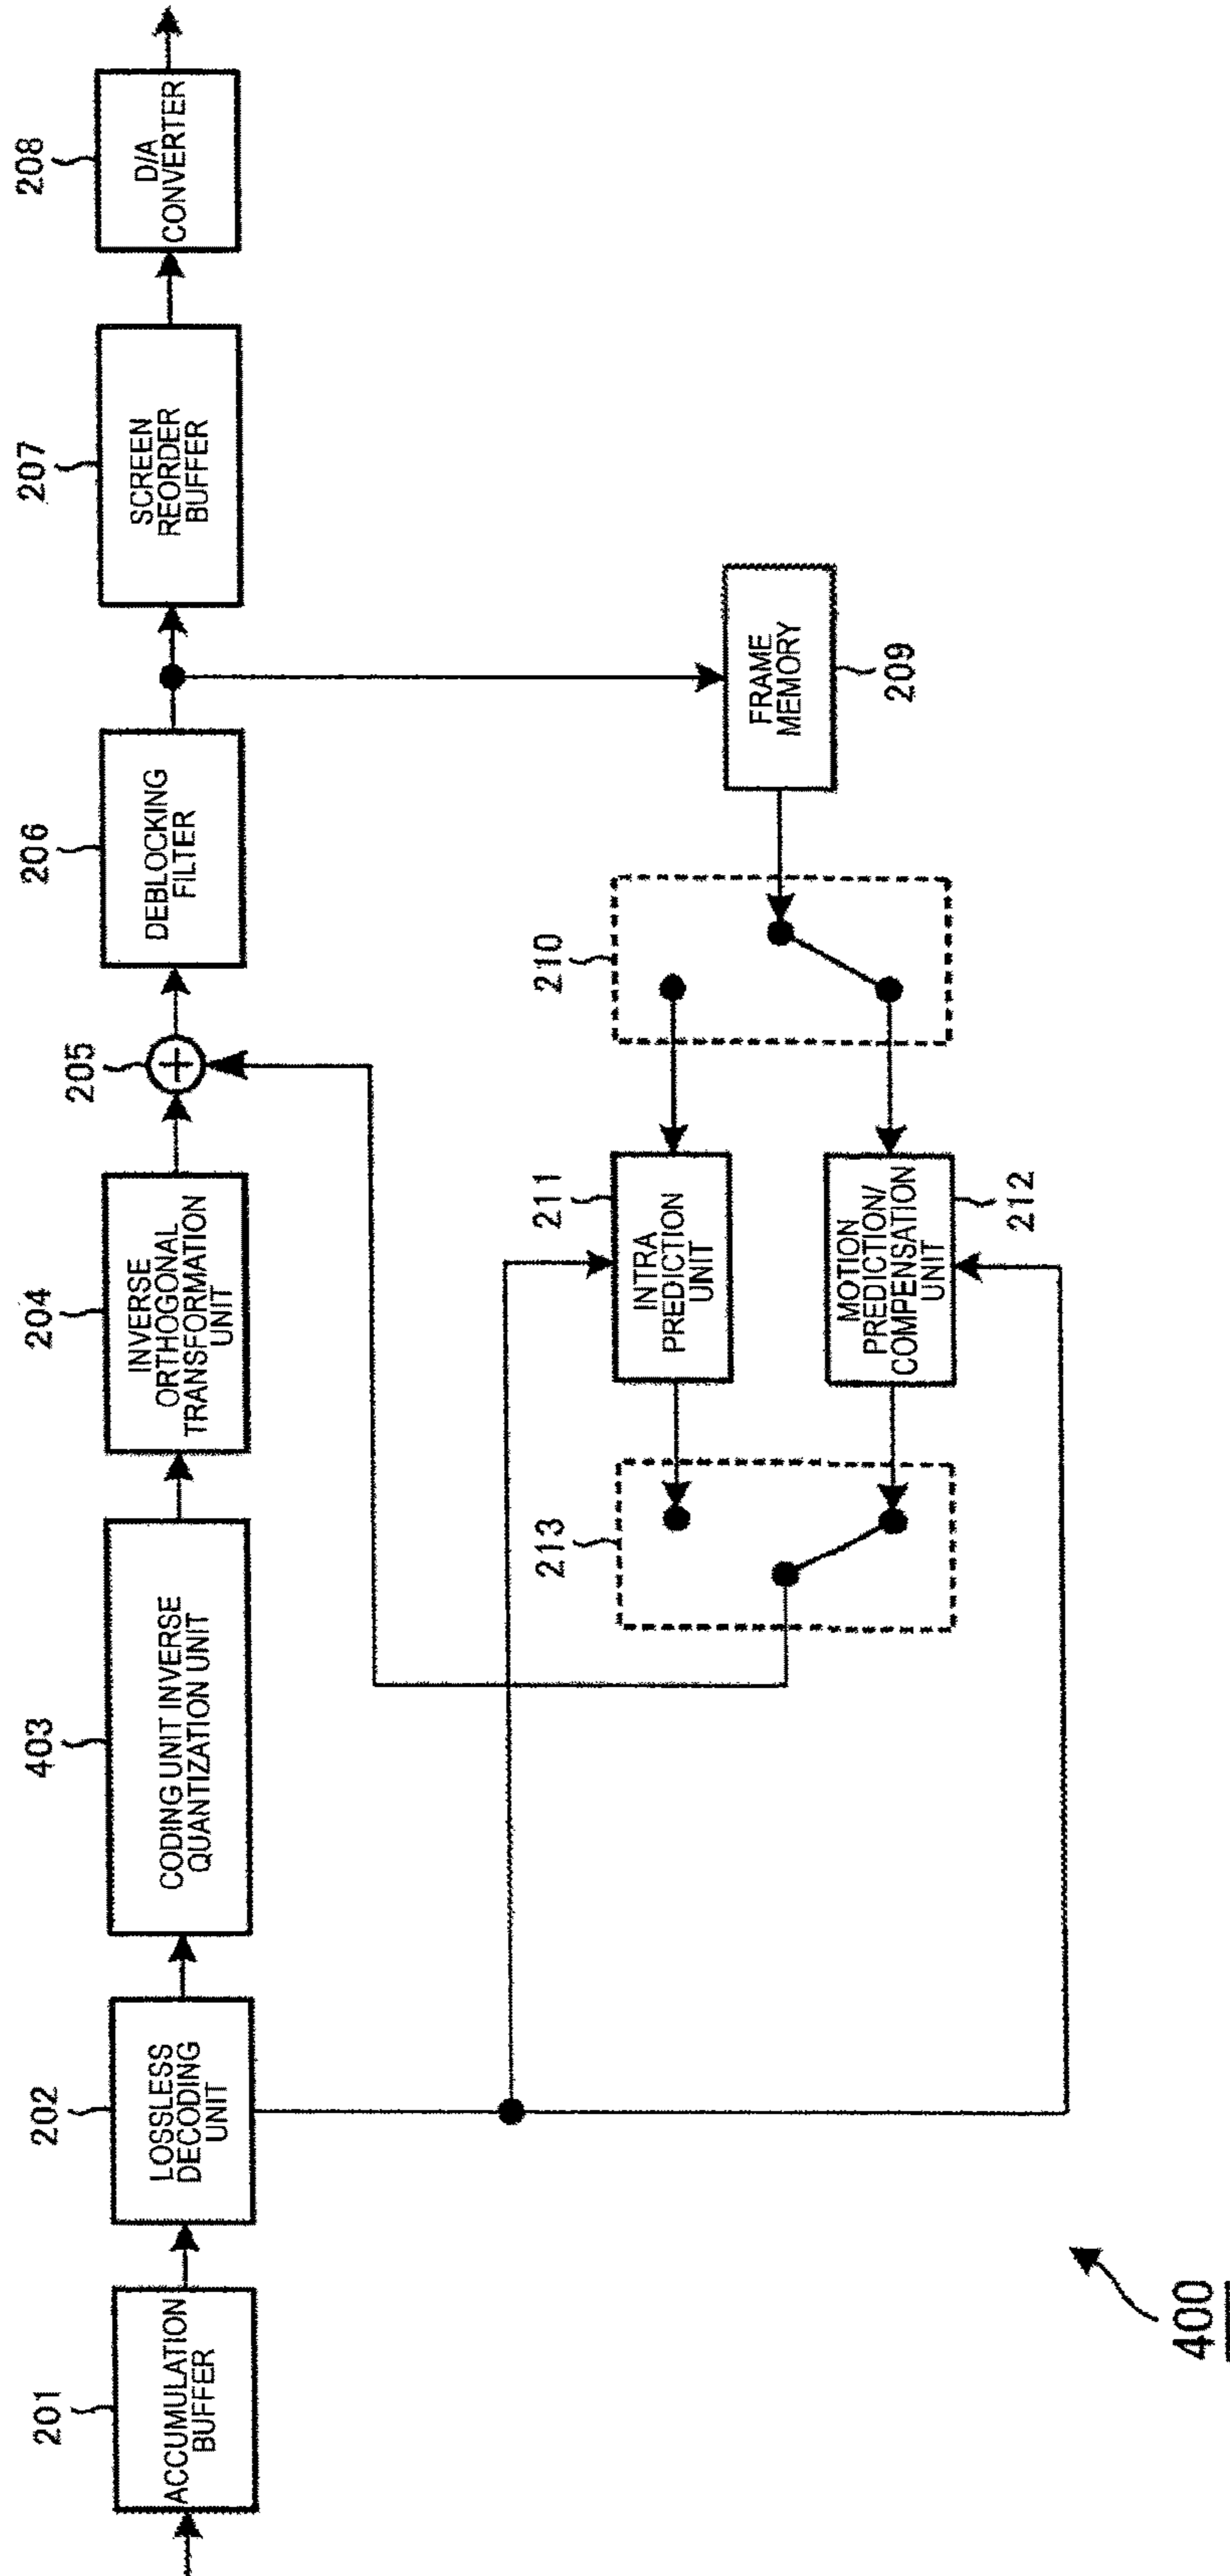 400
201
ACCUMULATION
BUFFER
202
LOSSLESS
DECODING
UNIT
403
CODING UNIT INVERSE
QUANTIZATION UNIT
204
INVERSE
ORTHOGONAL
TRANSFORMATION
UNIT
205
206
DEBLOCKING
FILTER
207
SCREEN
REORDER
BUFFER
208
D/A
CONVERTER
213
211
INTRA
PREDICTION
UNIT
210
FRAME
MEMORY
209
MOTION
PREDICTION/
COMPENSATION
UNIT
212